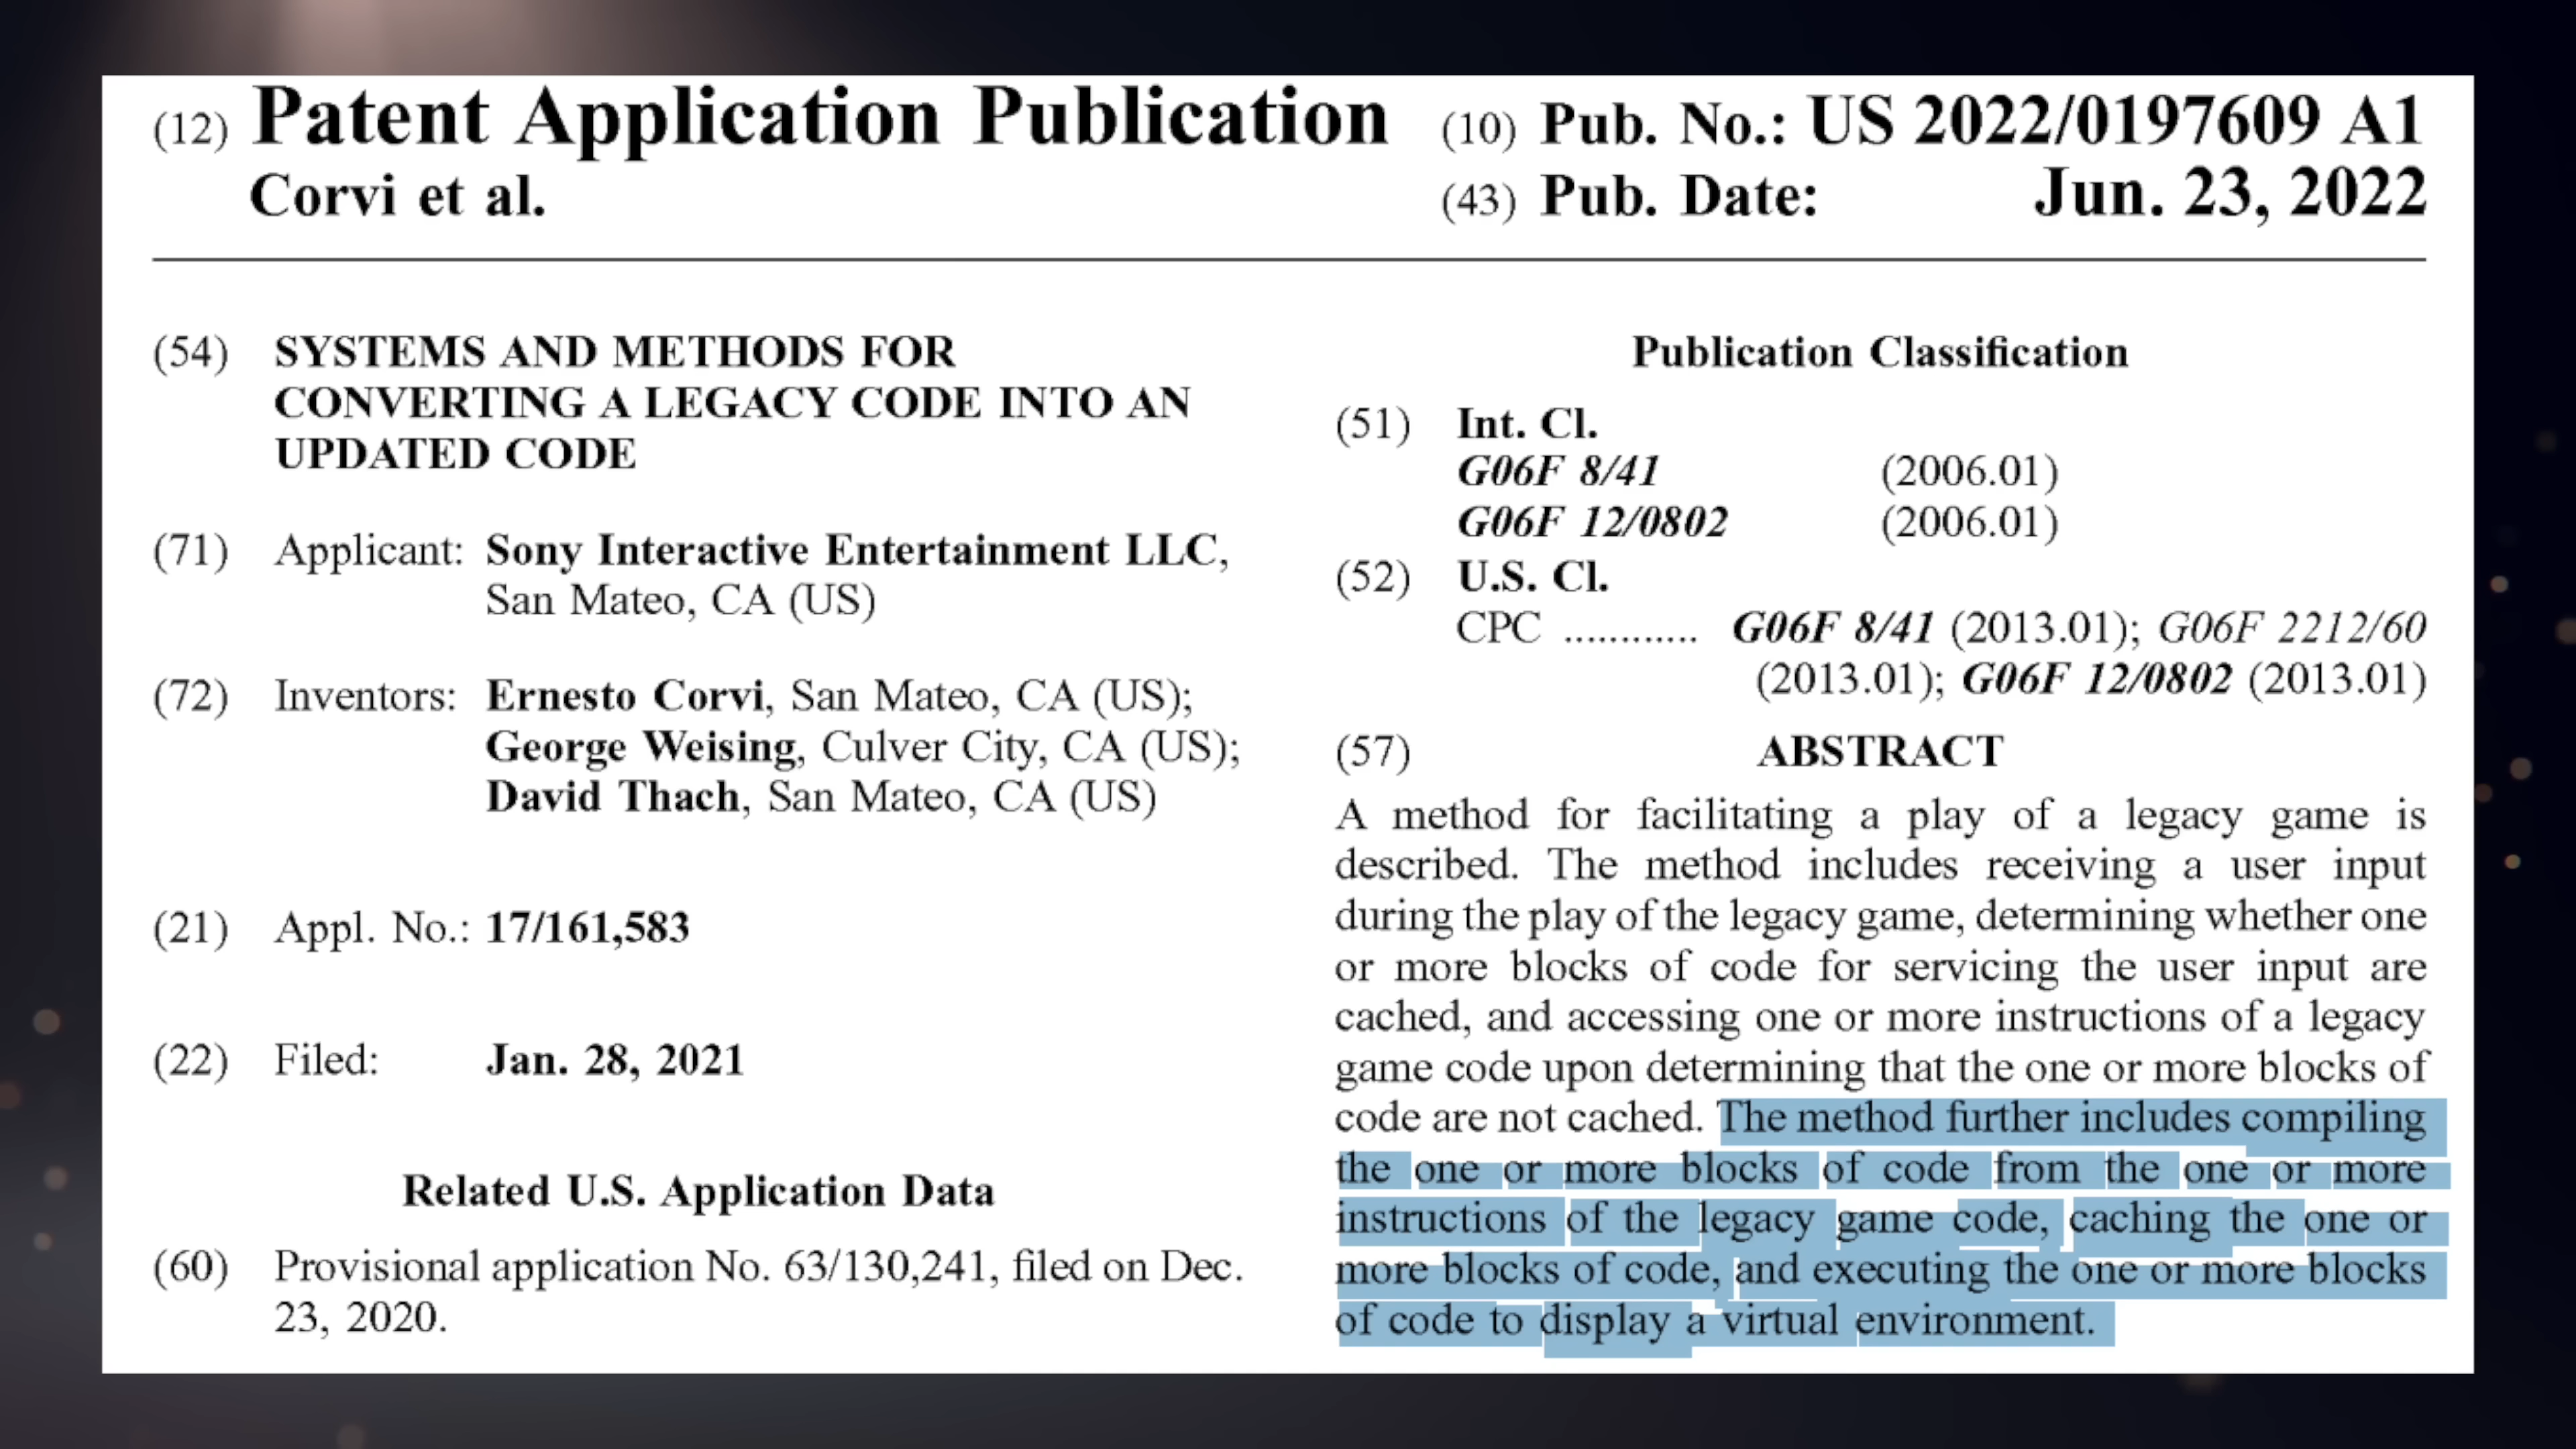 (12) Patent Application Publication
Corvi et al.
(10) Pub. No.: US 2022/0197609 A1
(43) Pub. Date: Jun. 23, 2022
(54) SYSTEMS AND METHODS FOR
CONVERTING A LEGACY CODE INTO AN
UPDATED CODE
(71) Applicant: Sony Interactive Entertainment LLC,
San Mateo, CA (US)
(72) Inventors: Ernesto Corvi, San Mateo, CA (US);
George Weising, Culver City, CA (US);
David Thach, San Mateo, CA (US)
(21) Appl. No.: 17/161,583
(22) Filed: Jan. 28, 2021
Related U.S. Application Data
(60) Provisional application No. 63/130,241, filed on Dec.
23, 2020.
Publication Classification
(51) Int. Cl.
G06F 8/41 (2006.01)
G06F 12/0802 (2006.01)
(52) U.S. Cl.
CPC ............ G06F 8/41 (2013.01); G06F 2212/60
(2013.01); G06F 12/0802 (2013.01)
(57) ABSTRACT
A method for facilitating a play of a legacy game is
described. The method includes receiving a user input
during the play of the legacy game, determining whether one
or more blocks of code for servicing the user input are
cached, and accessing one or more instructions of a legacy
game code upon determining that the one or more blocks of
code are not cached. The method further includes compiling
the one or more blocks of code from the one or more
instructions of the legacy game code, caching the one or
more blocks of code, and executing the one or more blocks
of code to display a virtual environment.